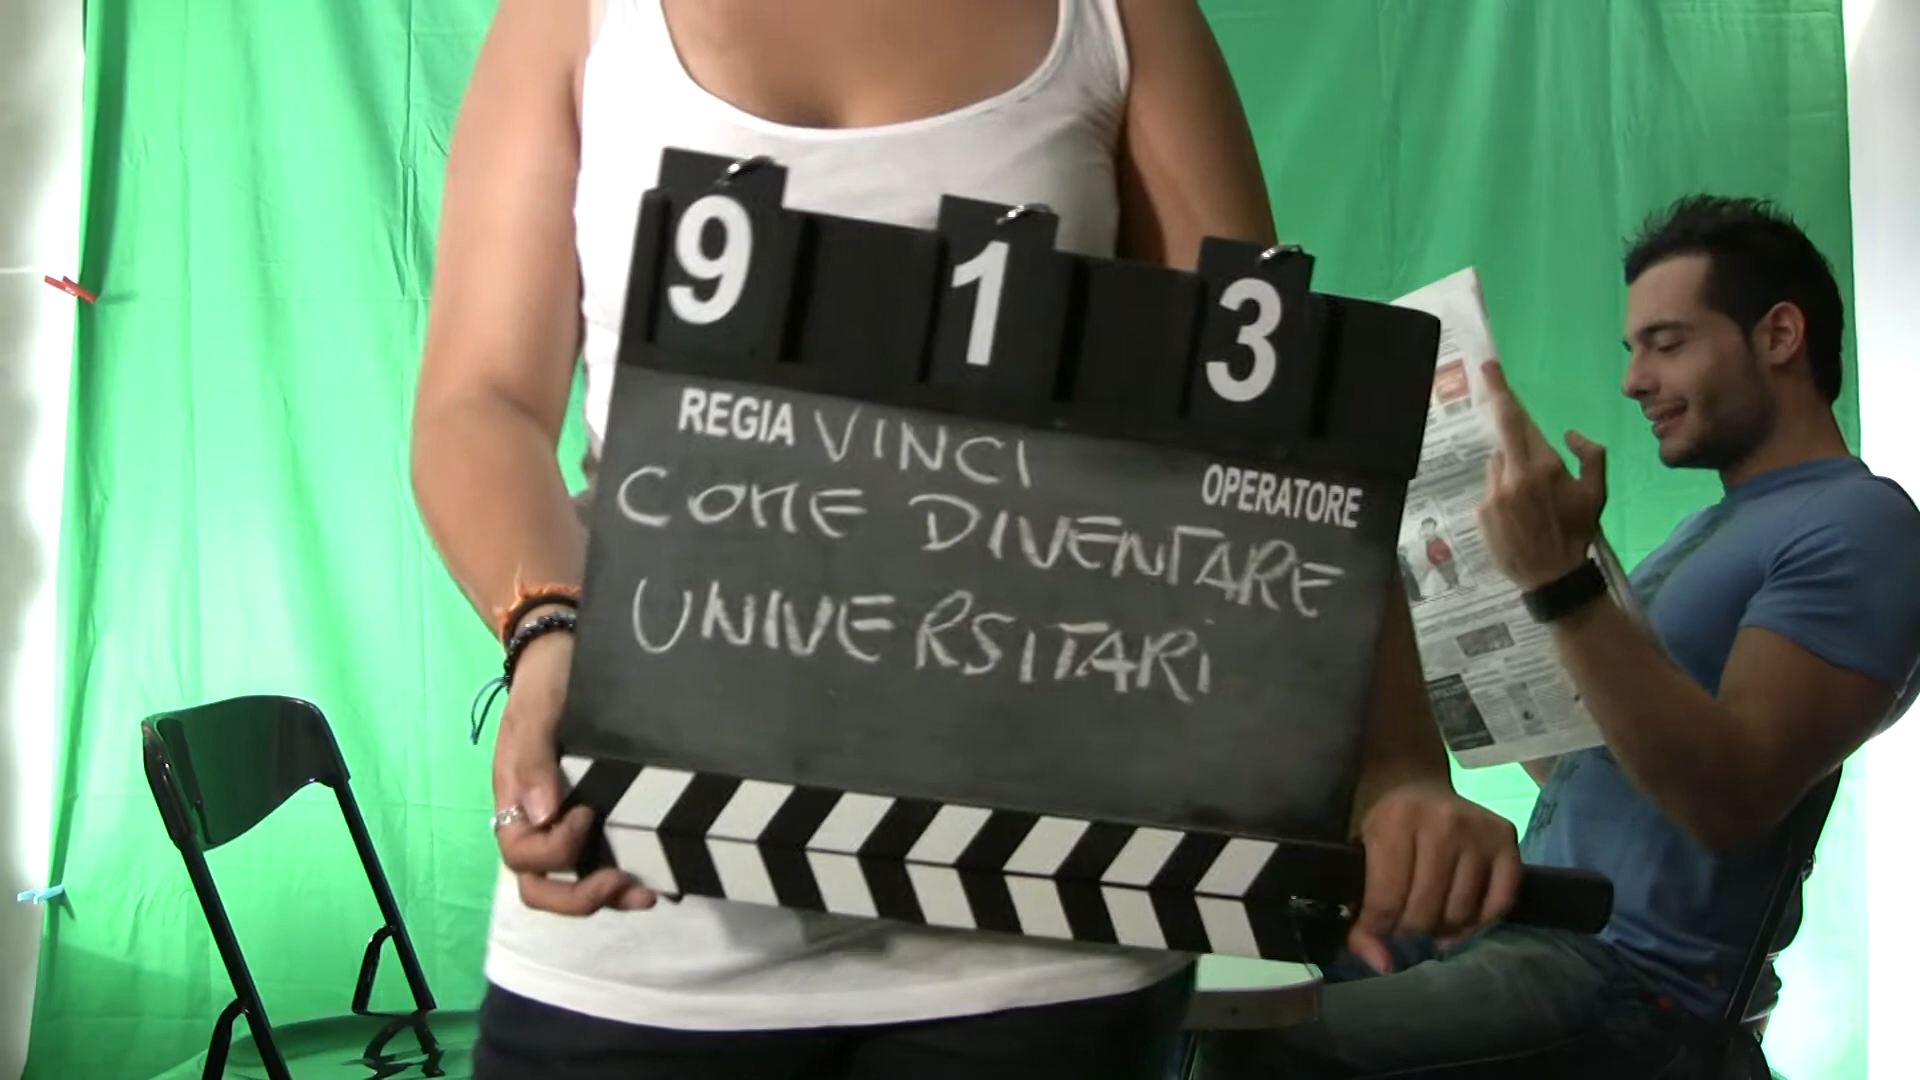 9 1 3
REGIA VINCI
OPERATORE
COME DIVENTARE
UNIVERSITARI